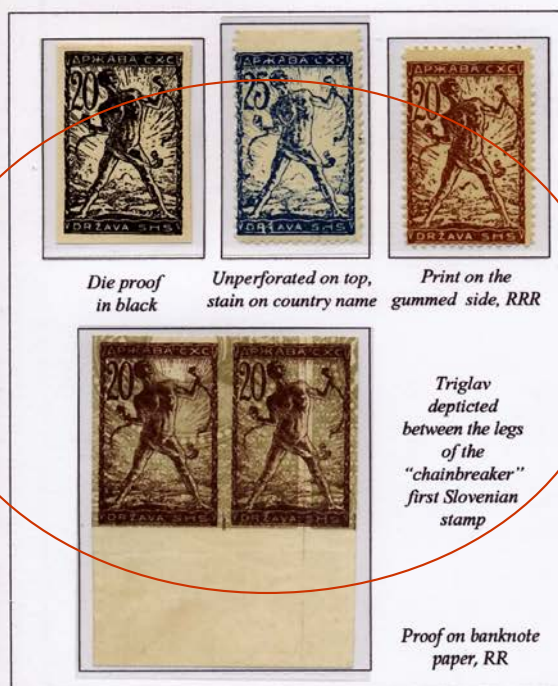 ДРЖАВА СХС
20
DRŽAVA SHS
ДРЖАВА СХС
25
DRŽAVA SHS
ДРЖАВА СХС
20
DRŽAVA SHS
Die proof
in black
Unperforated on top,
stain on country name
Print on the
gummed side, RRR
ДРЖАВА СХС
20
DRŽAVA SHS
ДРЖАВА СХС
20
DRŽAVA SHS
Triglav
depticted
between the legs
of the
“chainbreaker”
first Slovenian
stamp
Proof on banknote
paper, RR